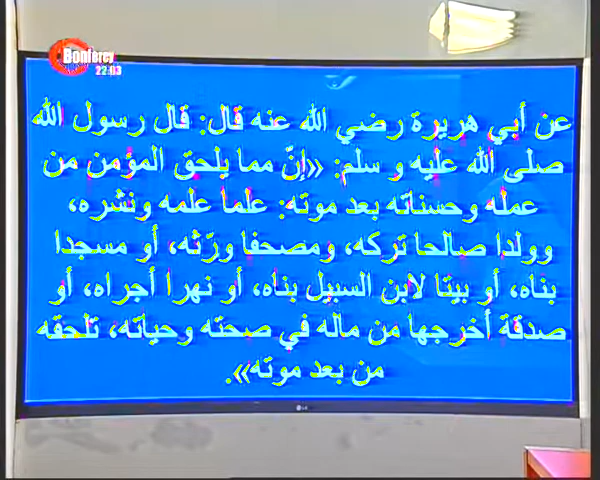 Bonferey
22:03
عن أبي هريرة رضي الله عنه قال: قال رسول الله
صلى الله عليه و سلم: «إنّ مما يلحق المؤمن من
عمله وحسناته بعد موته: علما علمه ونشره،
وولدا صالحا تركه، ومصحفا ورّثه، أو مسجدا
بناه، أو بيتا لابن السبيل بناه، أو نهرا أجراه، أو
صدقة أخرجها من ماله في صحته وحياته، تلحقه
من بعد موته».
LG